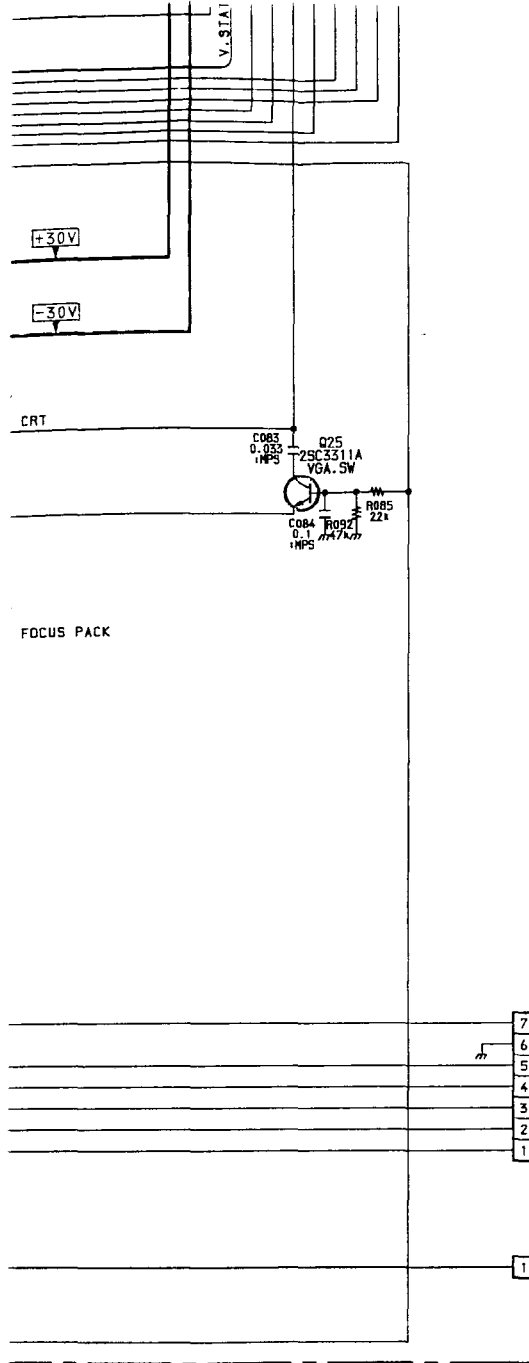 V.STAT
+30V
-30V
CRT
C083
0.033
:MPS
Q25
2SC3311A
VGA.SW
C084
0.1
:MPS
R092
47k
R085
22k
FOCUS PACK
7
6
5
4
3
2
1
1